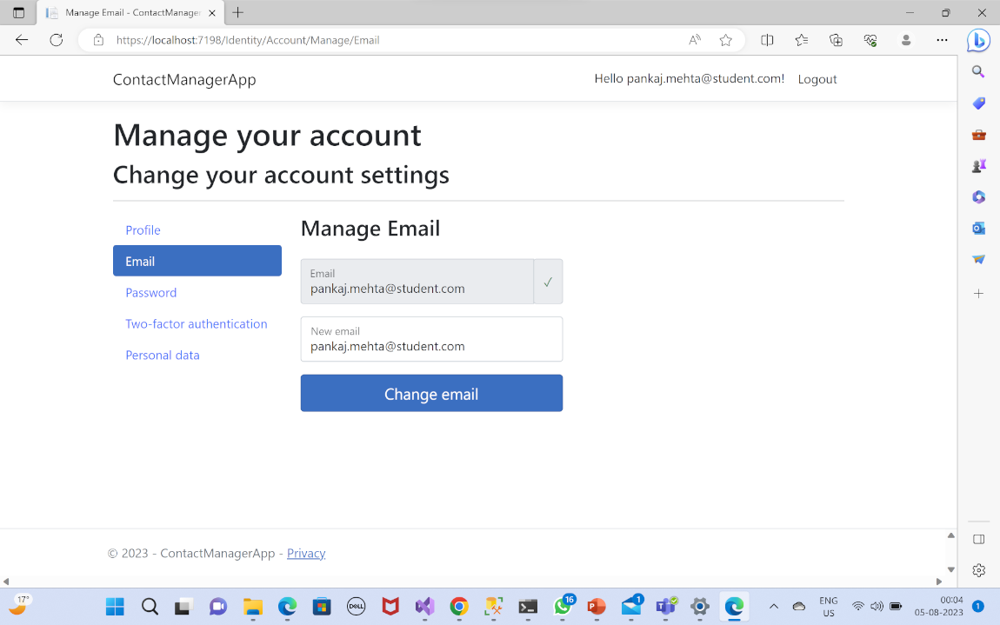 Manage Email - ContactManager
https://localhost:7198/Identity/Account/Manage/Email
ContactManagerApp
Hello pankaj.mehta@student.com!
Logout
Manage your account
Change your account settings
Profile
Email
Password
Two-factor authentication
Personal data
Manage Email
Email
pankaj.mehta@student.com
New email
pankaj.mehta@student.com
Change email
© 2023 - ContactManagerApp - Privacy
17°
DELL
16
1
ENG
US
00:04
05-08-2023
1